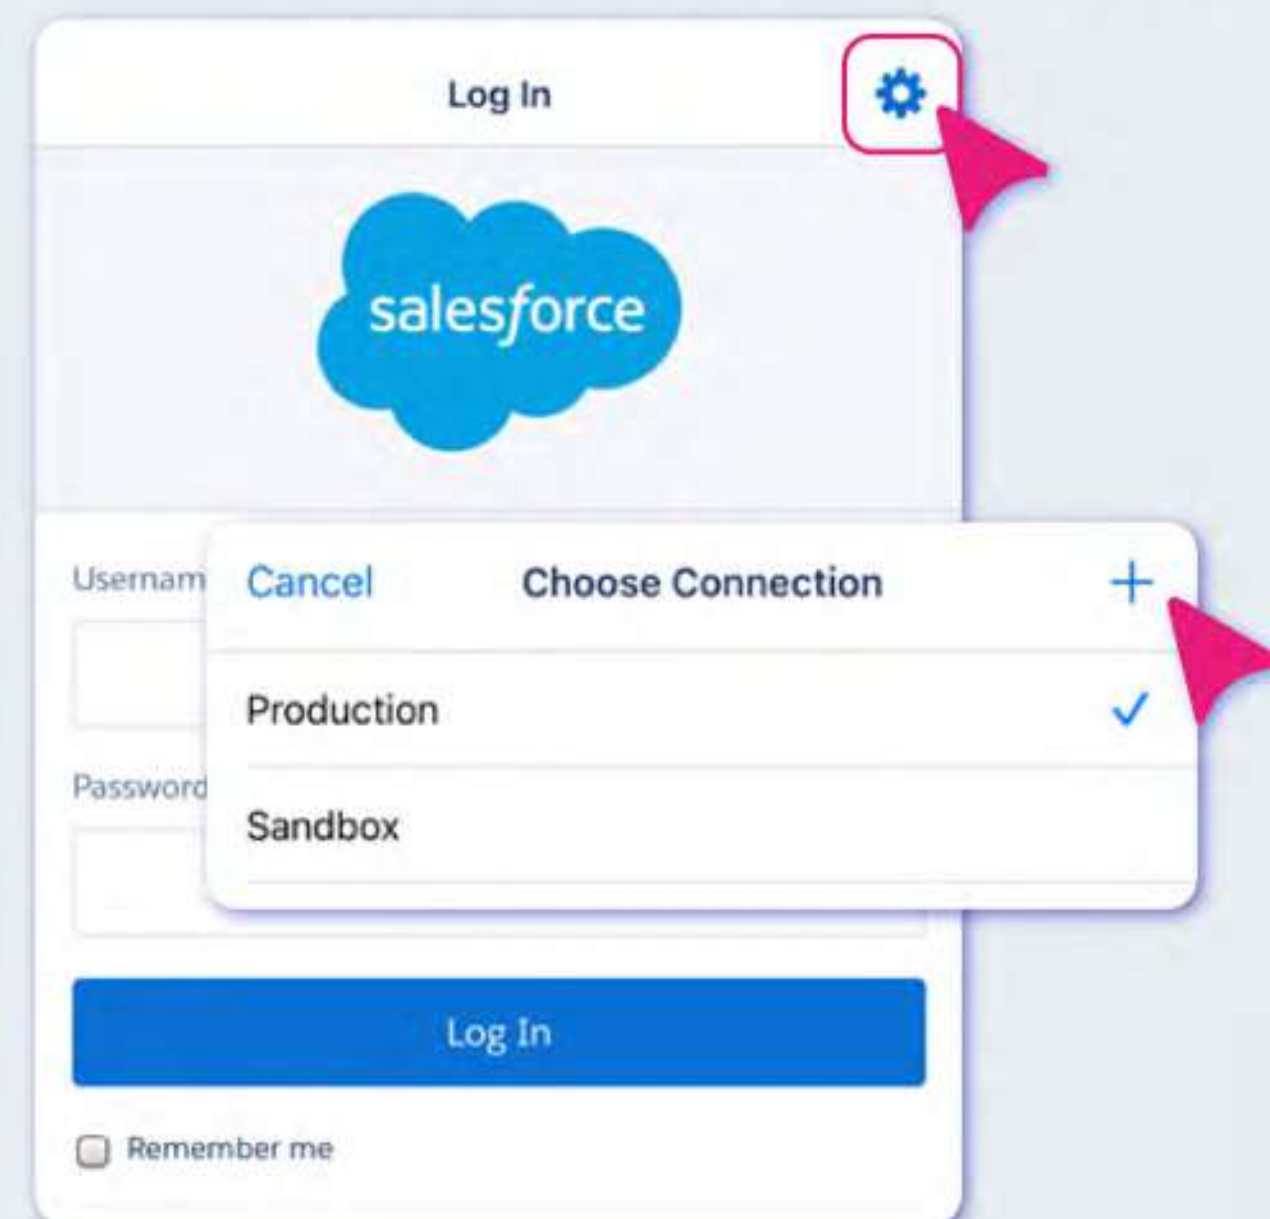 Log In
salesforce
Usernam
Cancel
Choose Connection
Production
Password
Sandbox
Log In
Remember me